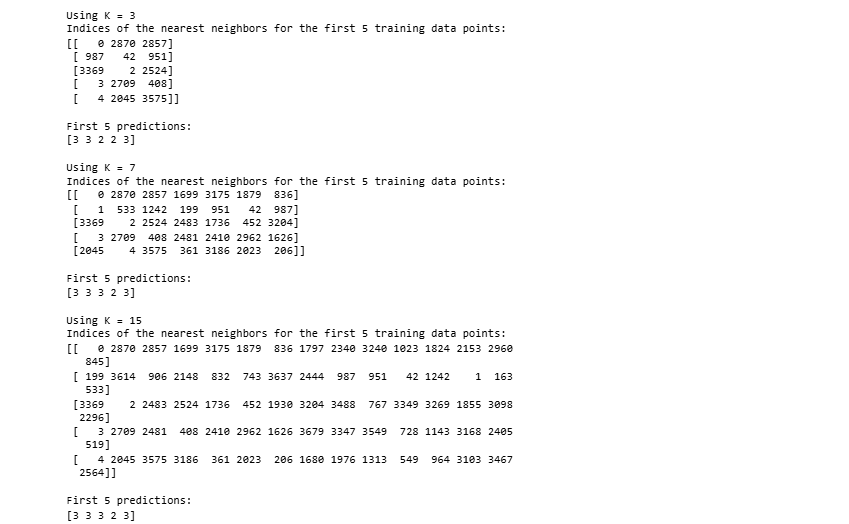 Using K = 3
Indices of the nearest neighbors for the first 5 training data points:
[[   0 2870 2857]
 [ 987   42  951]
 [3369    2 2524]
 [   3 2709  408]
 [   4 2045 3575]]
First 5 predictions:
[3 3 2 2 3]
Using K = 7
Indices of the nearest neighbors for the first 5 training data points:
[[   0 2870 2857 1699 3175 1879  836]
 [   1  533 1242  199  951   42  987]
 [3369    2 2524 2483 1736  452 3204]
 [   3 2709  408 2481 2410 2962 1626]
 [2045    4 3575  361 3186 2023  206]]
First 5 predictions:
[3 3 3 2 3]
Using K = 15
Indices of the nearest neighbors for the first 5 training data points:
[[   0 2870 2857 1699 3175 1879  836 1797 2340 3240 1023 1824 2153 2960
   845]
 [ 199 3614  906 2148  832  743 3637 2444  987  951   42 1242    1  163
   533]
 [3369    2 2483 2524 1736  452 1930 3204 3488  767 3349 3269 1855 3098
  2296]
 [   3 2709 2481  408 2410 2962 1626 3679 3347 3549  728 1143 3168 2405
   519]
 [   4 2045 3575 3186  361 2023  206 1680 1976 1313  549  964 3103 3467
  2564]]
First 5 predictions:
[3 3 3 2 3]